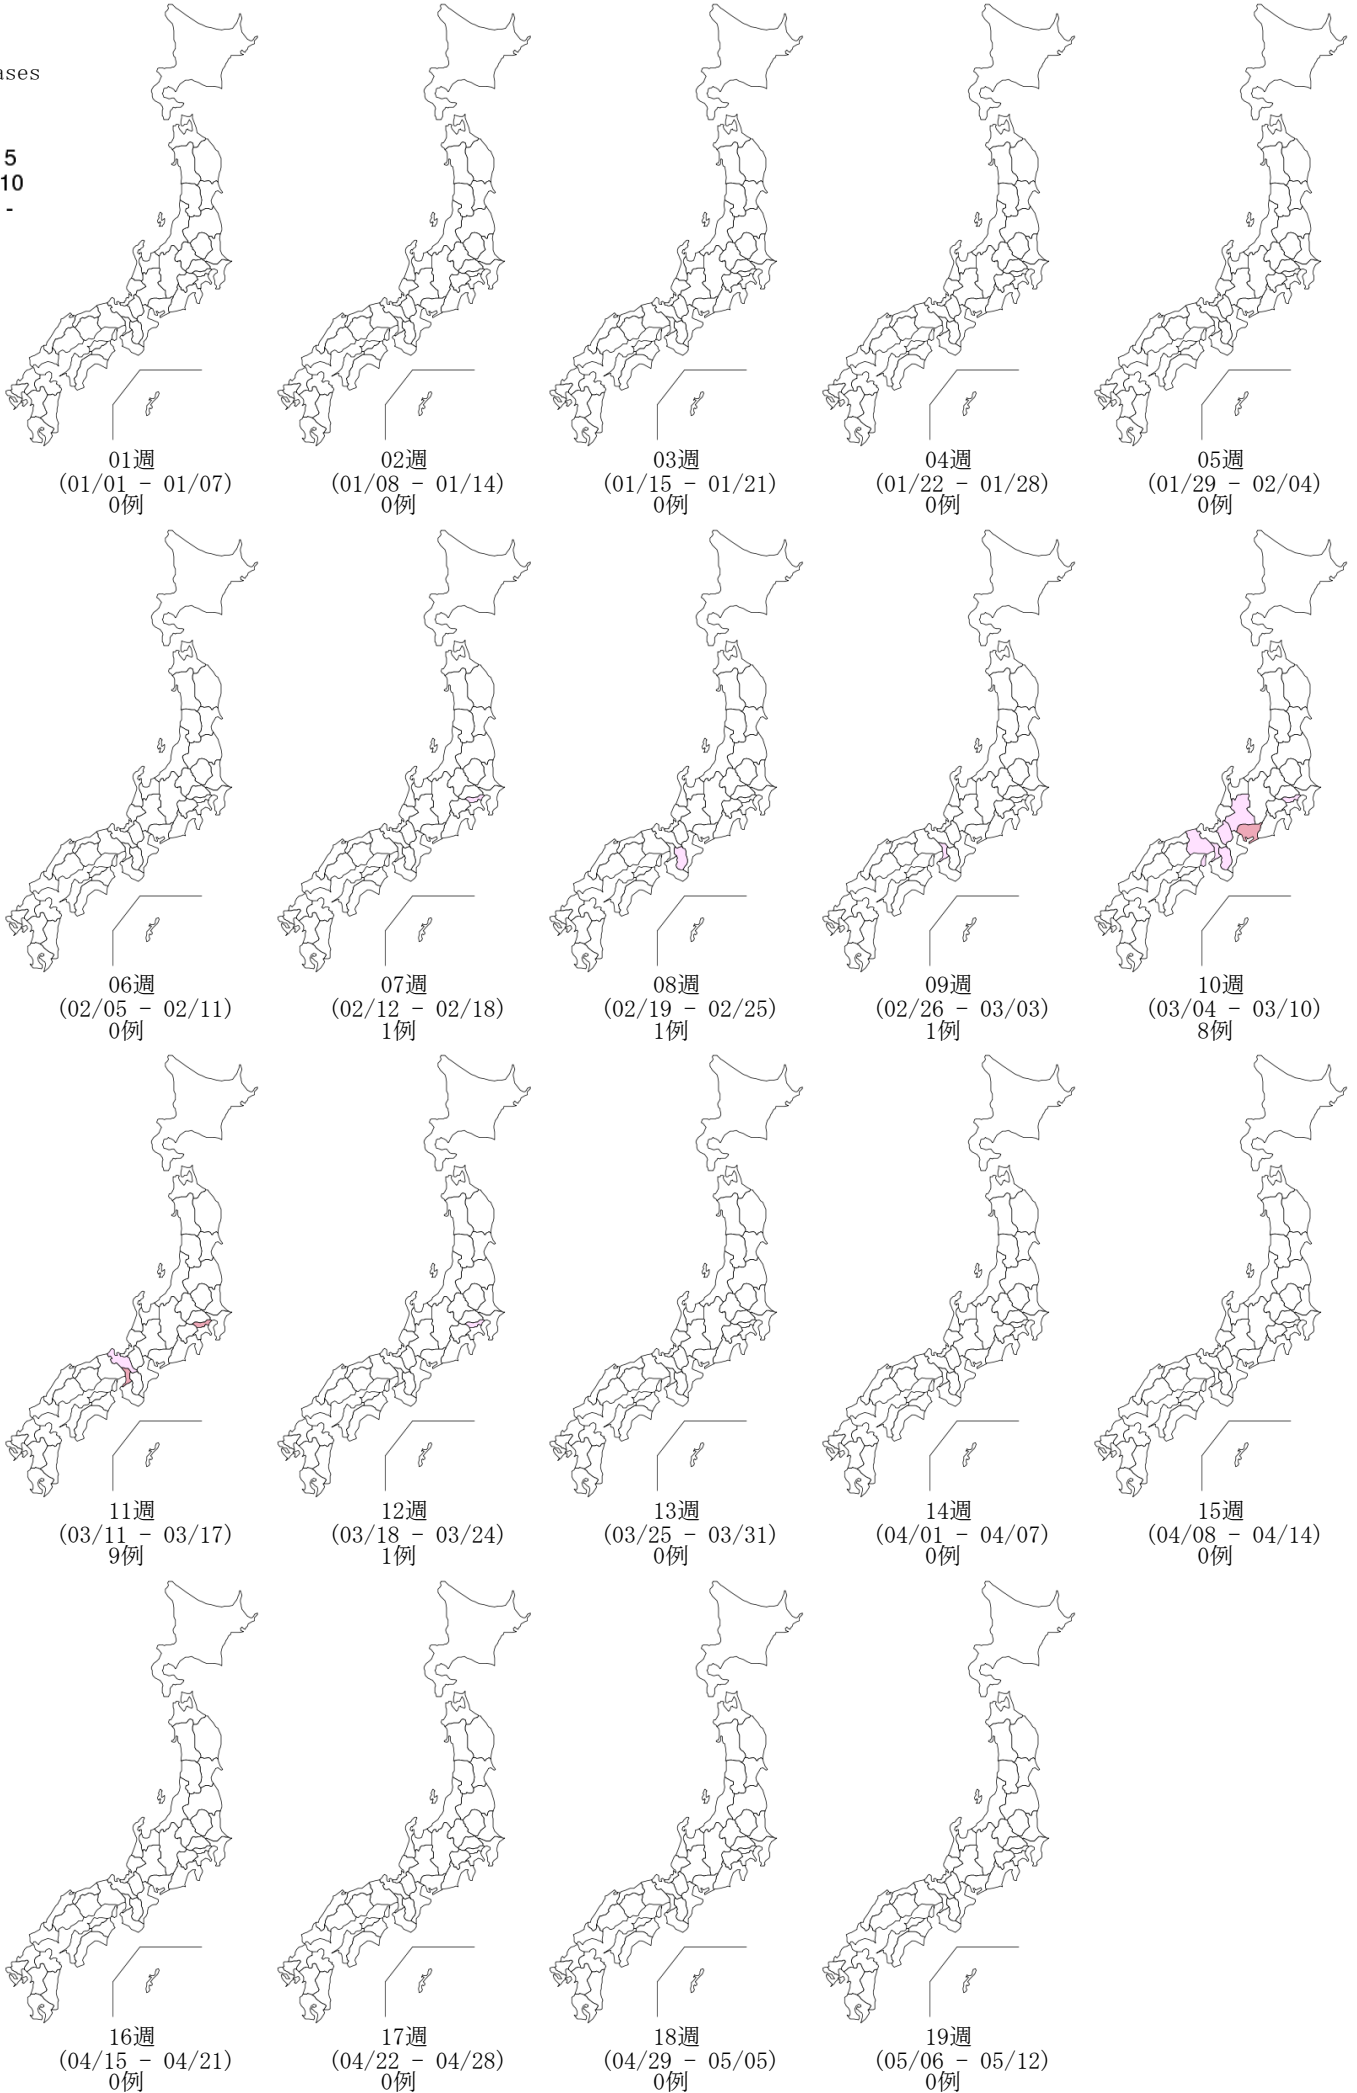 ases
5
10
-
01週
(01/01 - 01/07)
0例
02週
(01/08 - 01/14)
0例
03週
(01/15 - 01/21)
0例
04週
(01/22 - 01/28)
0例
05週
(01/29 - 02/04)
0例
06週
(02/05 - 02/11)
0例
07週
(02/12 - 02/18)
1例
08週
(02/19 - 02/25)
1例
09週
(02/26 - 03/03)
1例
10週
(03/04 - 03/10)
8例
11週
(03/11 - 03/17)
9例
12週
(03/18 - 03/24)
1例
13週
(03/25 - 03/31)
0例
14週
(04/01 - 04/07)
0例
15週
(04/08 - 04/14)
0例
16週
(04/15 - 04/21)
0例
17週
(04/22 - 04/28)
0例
18週
(04/29 - 05/05)
0例
19週
(05/06 - 05/12)
0例